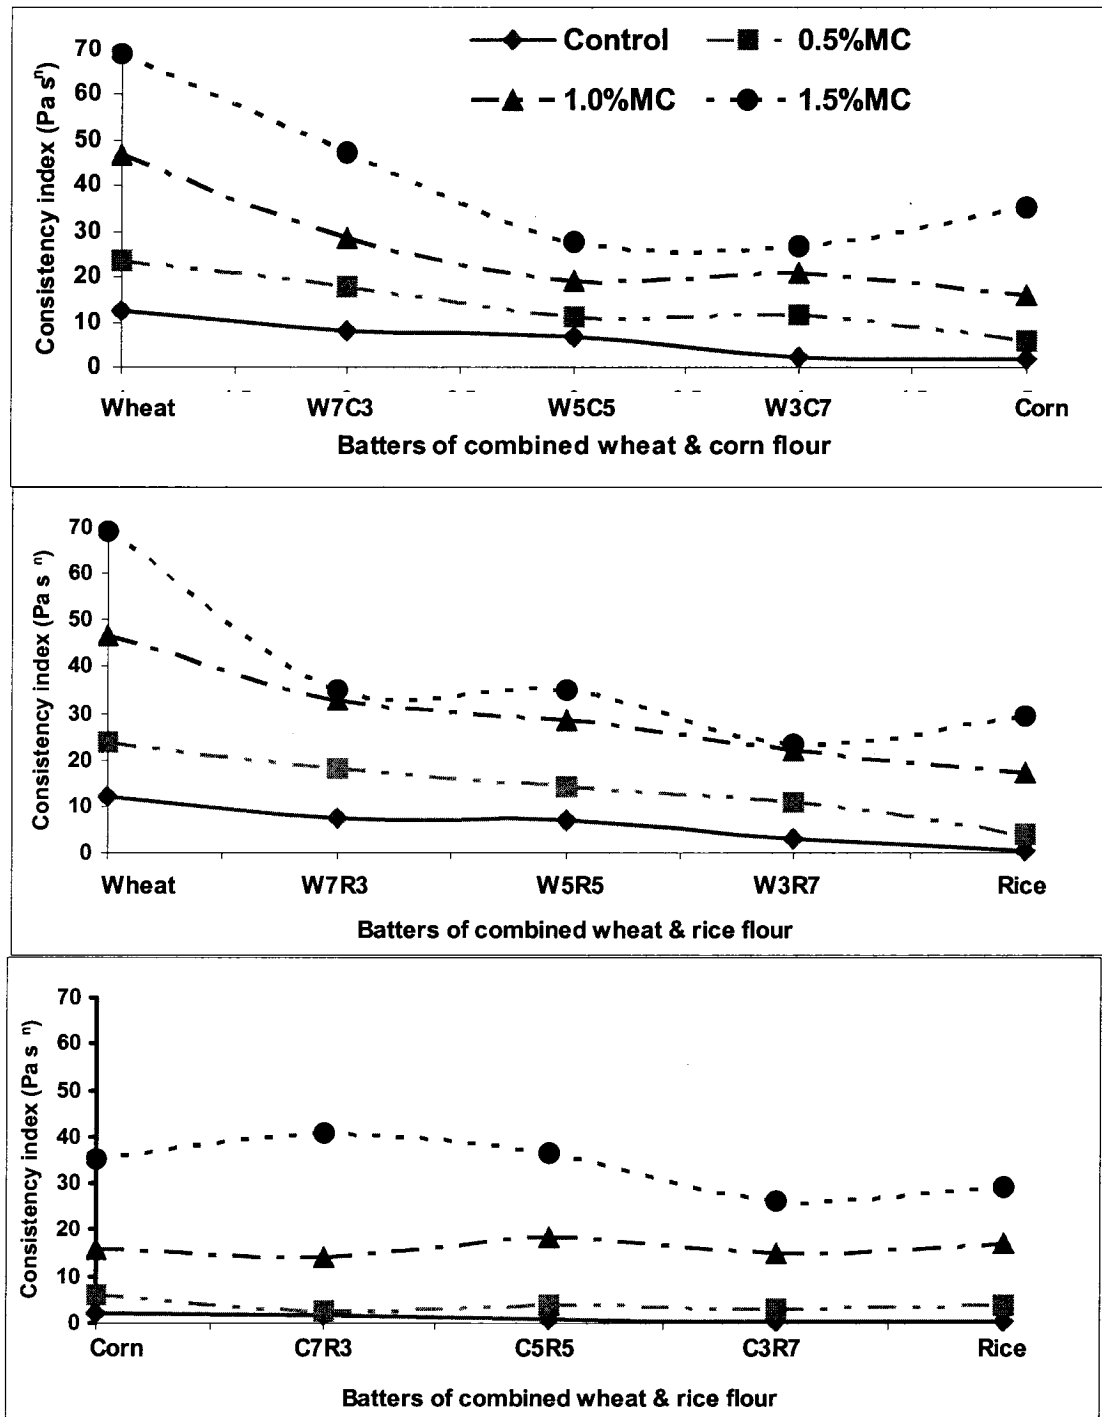 Control 0.5%MC
1.0%MC 1.5%MC
Consistency index (Pa sⁿ)
70
60
50
40
30
20
10
0
Wheat W7C3 W5C5 W3C7 Corn
Batters of combined wheat & corn flour
Consistency index (Pa s ⁿ)
70
60
50
40
30
20
10
0
Wheat W7R3 W5R5 W3R7 Rice
Batters of combined wheat & rice flour
Consistency index (Pa s ⁿ)
70
60
50
40
30
20
10
0
Corn C7R3 C5R5 C3R7 Rice
Batters of combined wheat & rice flour